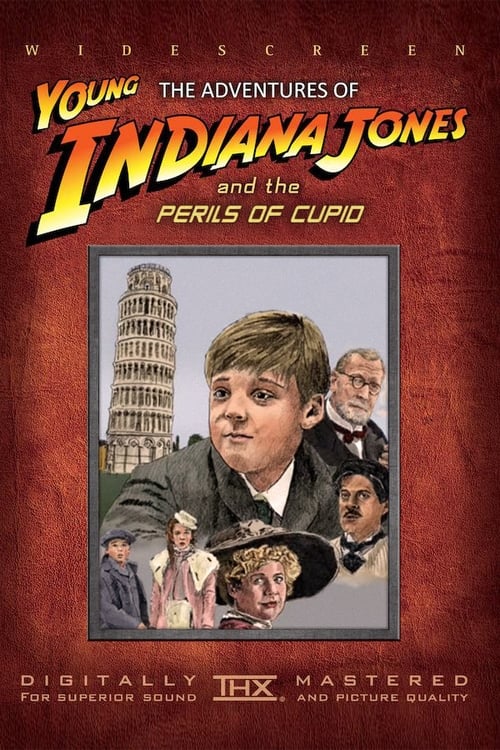 WIDESCREEN
THE ADVENTURES OF
YOUNG
INDIANA JONES
and the
PERILS OF CUPID
DIGITALLY THX MASTERED
FOR SUPERIOR SOUND AND PICTURE QUALITY